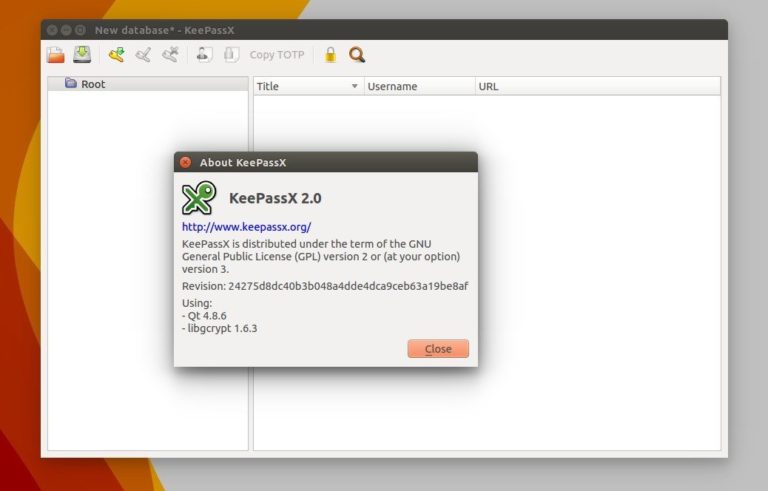 New database* - KeePassX
Copy TOTP
Root
Title
Username
URL
About KeePassX
KeePassX 2.0
http://www.keepassx.org/
KeePassX is distributed under the term of the GNU
General Public License (GPL) version 2 or (at your option)
version 3.
Revision: 24275d8dc40b3b048a4dde4dca9ceb63a19be8af
Using:
- Qt 4.8.6
- libgcrypt 1.6.3
Close